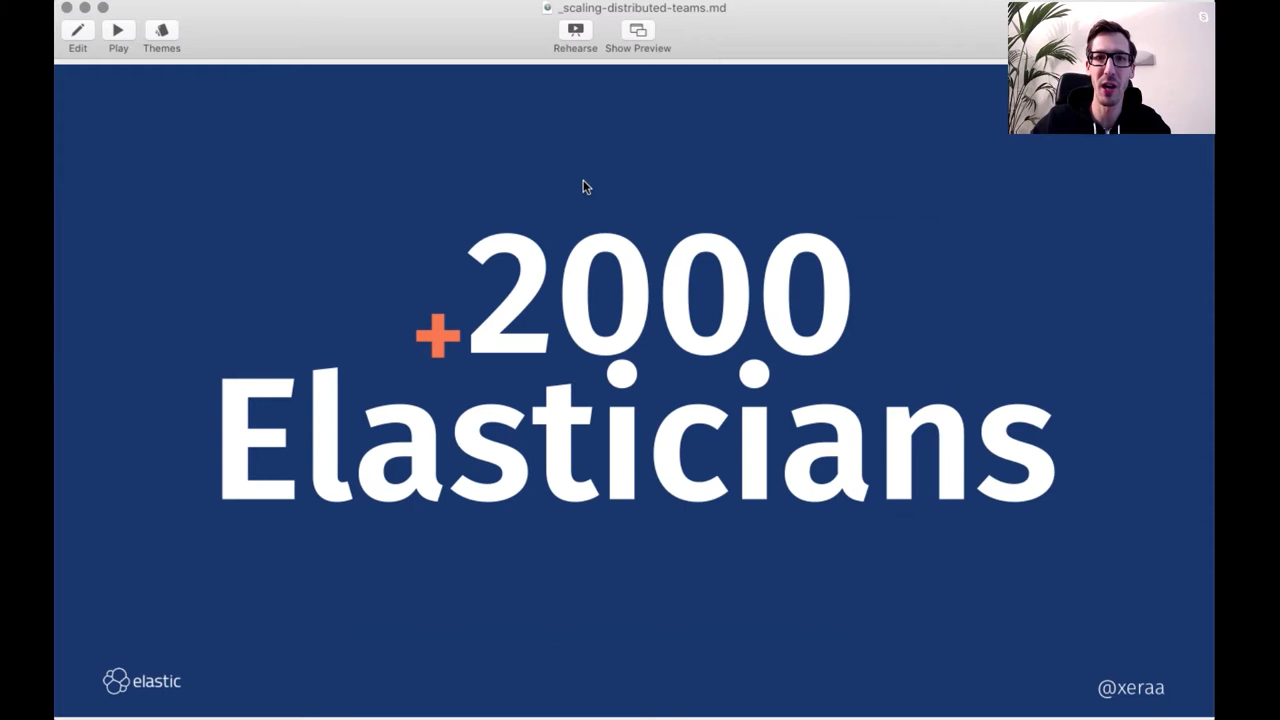 _scaling-distributed-teams.md
Edit Play Themes Rehearse Show Preview
+2000
Elasticians
elastic
@xeraa